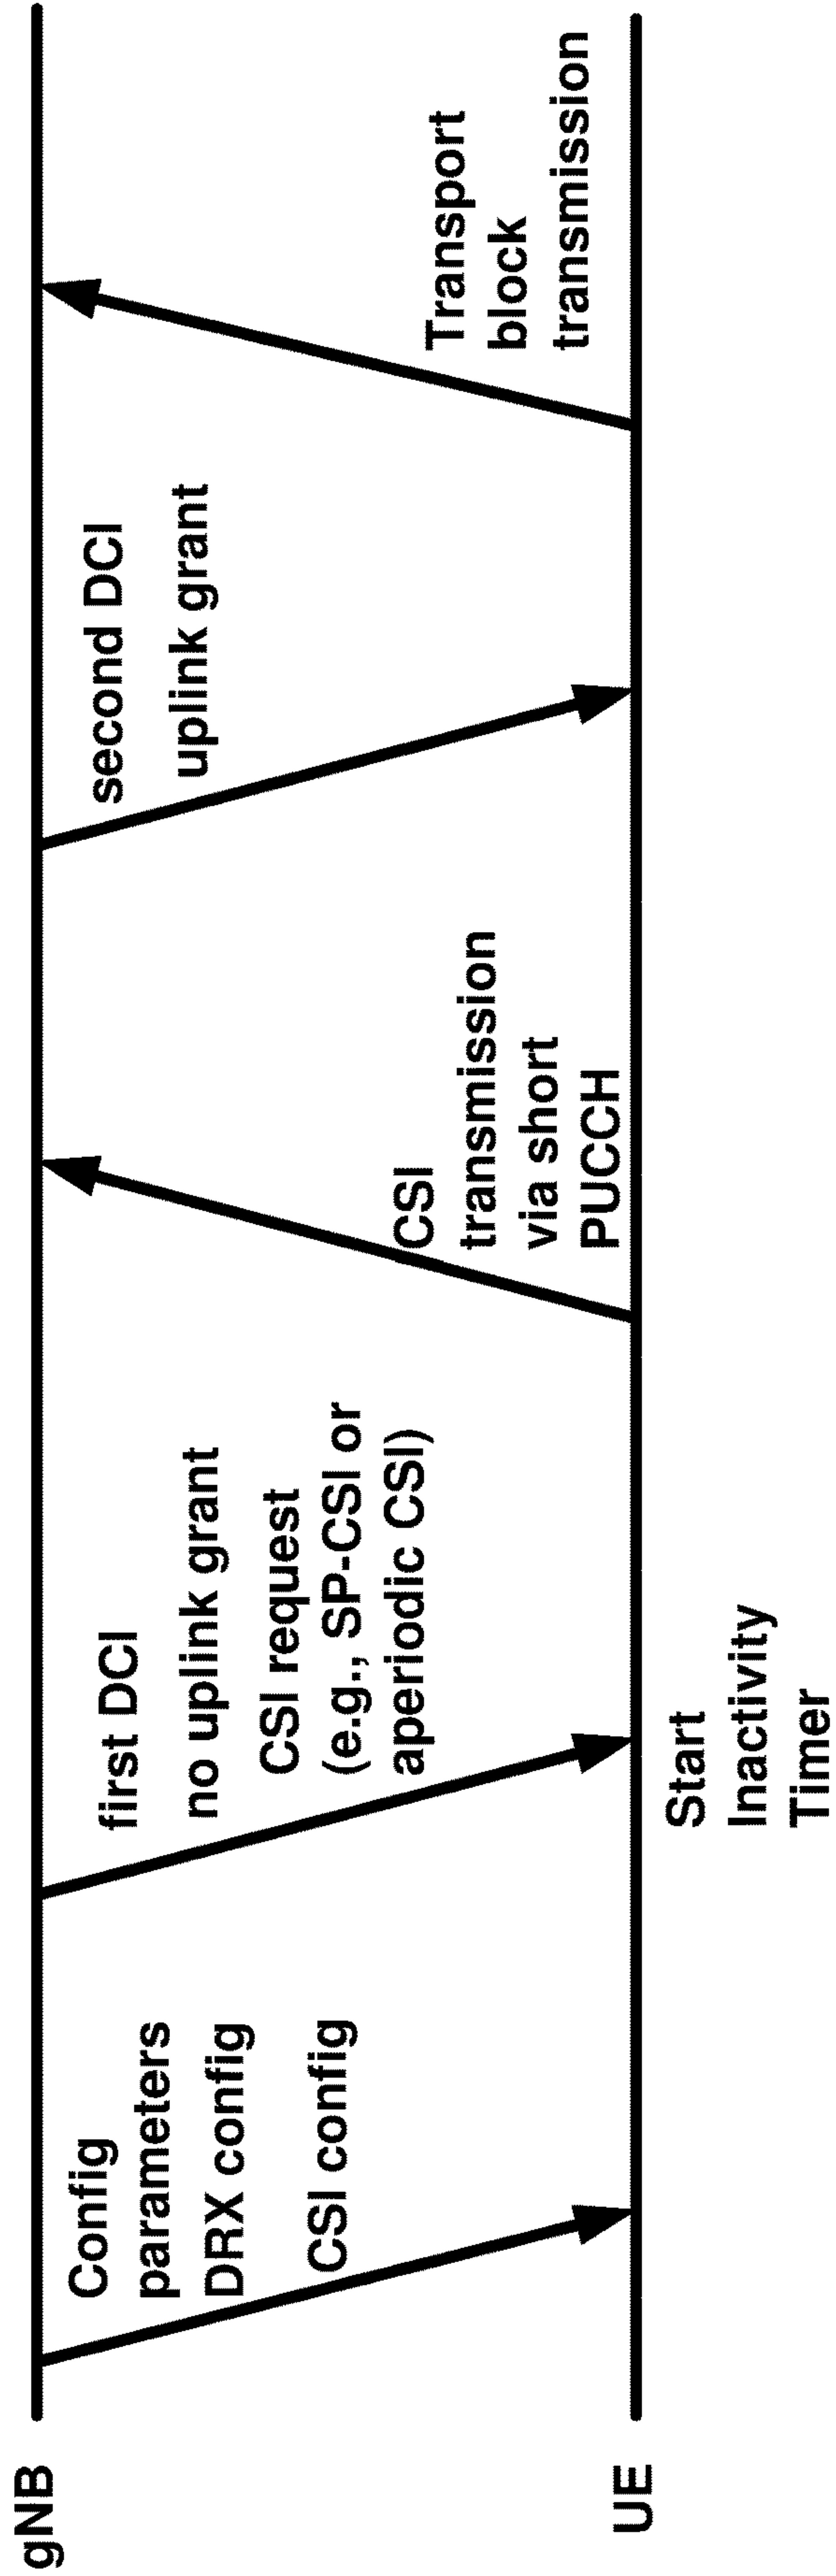 gNB
Config
parameters
DRX config
CSI config
first DCI
no uplink grant
CSI request
(e.g., SP-CSI or
aperiodic CSI)
CSI
transmission
via short
PUCCH
second DCI
uplink grant
Transport
block
transmission
UE
Start
Inactivity
Timer